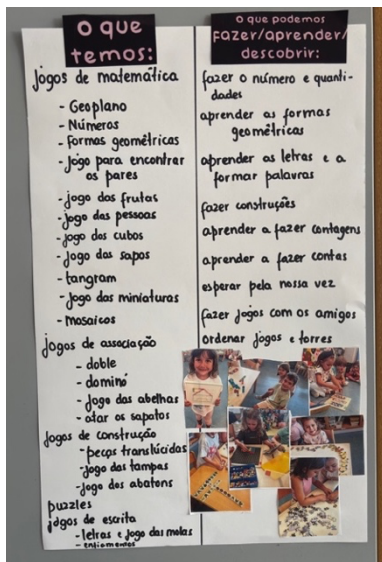 O que
temos:
jogos de matemática
- Geoplano
- Números
- Formas geométricas
- jogo para encontrar
os pares
- jogo das frutas
- jogo das pessoas
- jogo dos cubos
- jogo dos sapos
- tangram
- jogo das miniaturas
- mosaicos
jogos de associação
- doble
- dominó
- jogo das abelhas
- atar os sapatos
jogos de construção
- peças translúcidas
- jogo das tampas
- jogo dos abatons
puzzles
jogos de escrita
- letras e jogo das molas
- enfiamentos
O que podemos
fazer/aprender/
descobrir:
fazer o número e quanti-
dades
aprender as formas
geométricas
aprender as letras e a
formar palavras
fazer construções
aprender a fazer contagens
aprender a fazer contas
esperar pela nossa vez
fazer jogos com os amigos
ordenar jogos e torres